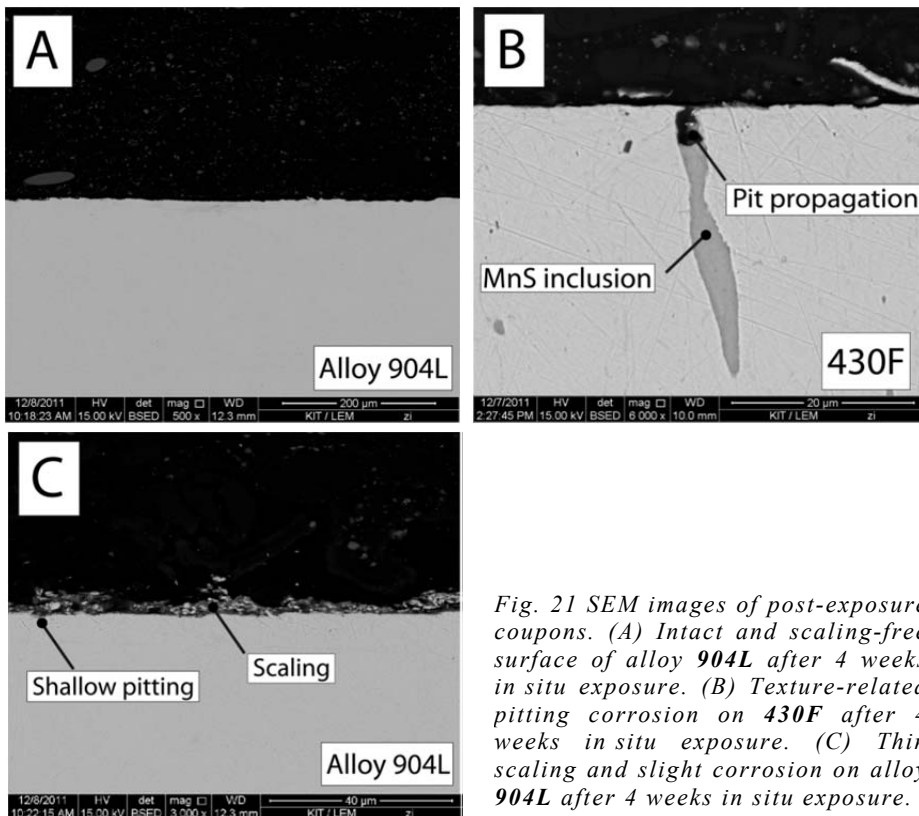 A
Alloy 904L
12/8/2011 HV det mag □ WD 200 µm
10:18:23 AM 15.00 kV BSED 500 x 12.3 mm KIT / LEM zi
B
Pit propagation
MnS inclusion
430F
12/7/2011 HV det mag □ WD 20 µm
2:27:45 PM 15.00 kV BSED 6 000 x 10.0 mm KIT / LEM zi
C
Scaling
Shallow pitting
Alloy 904L
12/8/2011 HV det mag □ WD 40 µm
10:22:15 AM 15.00 kV BSED 3 000 x 12.3 mm KIT / LEM zi
Fig. 21 SEM images of post-exposure
coupons. (A) Intact and scaling-free
surface of alloy 904L after 4 weeks
in situ exposure. (B) Texture-related
pitting corrosion on 430F after 4
weeks in situ exposure. (C) Thin
scaling and slight corrosion on alloy
904L after 4 weeks in situ exposure.